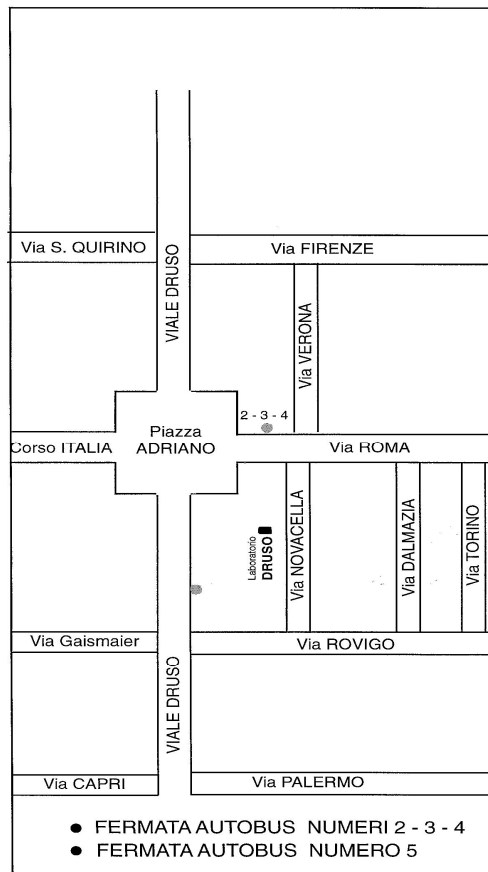 Via S. QUIRINO
Via FIRENZE
VIALE DRUSO
Via VERONA
2 - 3 - 4
Corso ITALIA
Piazza
ADRIANO
Via ROMA
Laboratorio
DRUSO
Via NOVACELLA
Via DALMAZIA
Via TORINO
Via Gaismaier
Via ROVIGO
VIALE DRUSO
Via CAPRI
Via PALERMO
● FERMATA AUTOBUS NUMERI 2 - 3 - 4
● FERMATA AUTOBUS NUMERO 5